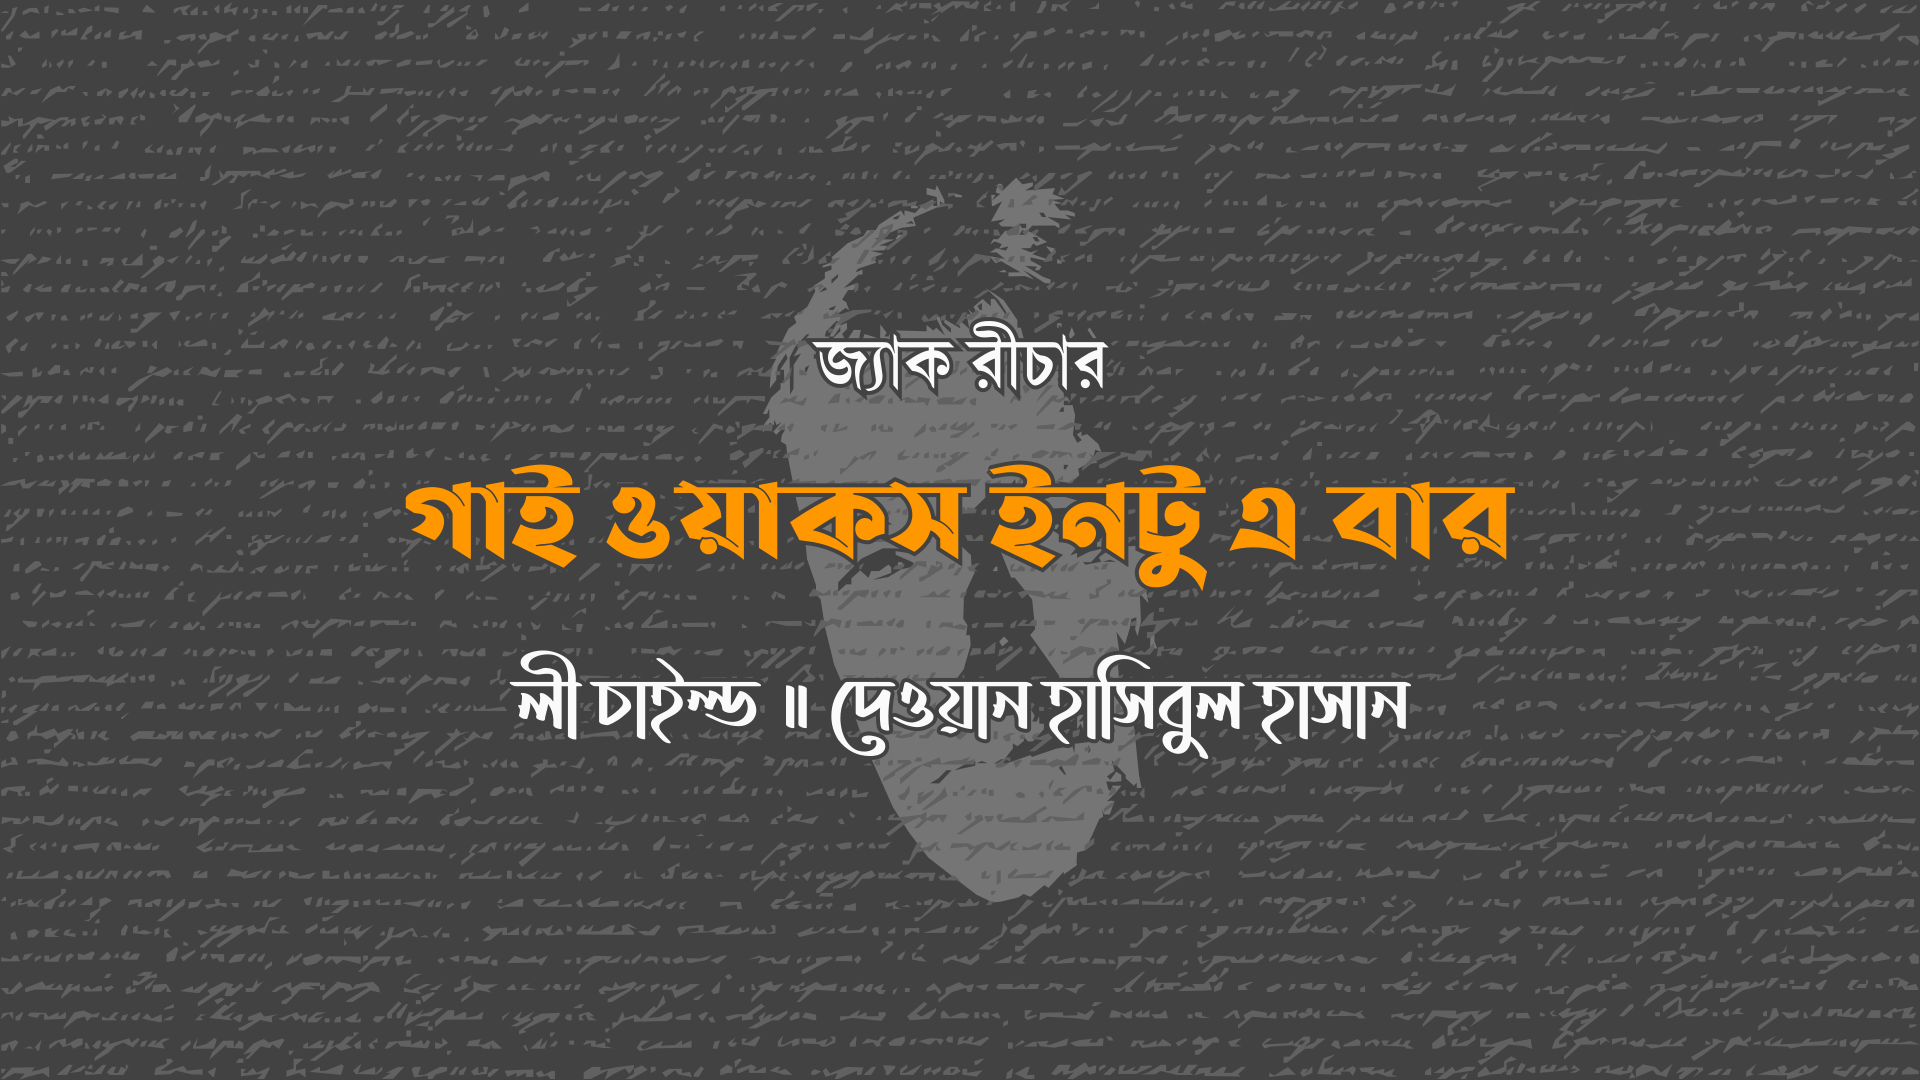 জ্যাক রীচার
গাই ওয়াকস ইনটু এ বার
লী চাইল্ড ॥ দেওয়ান হাসিবুল হাসান